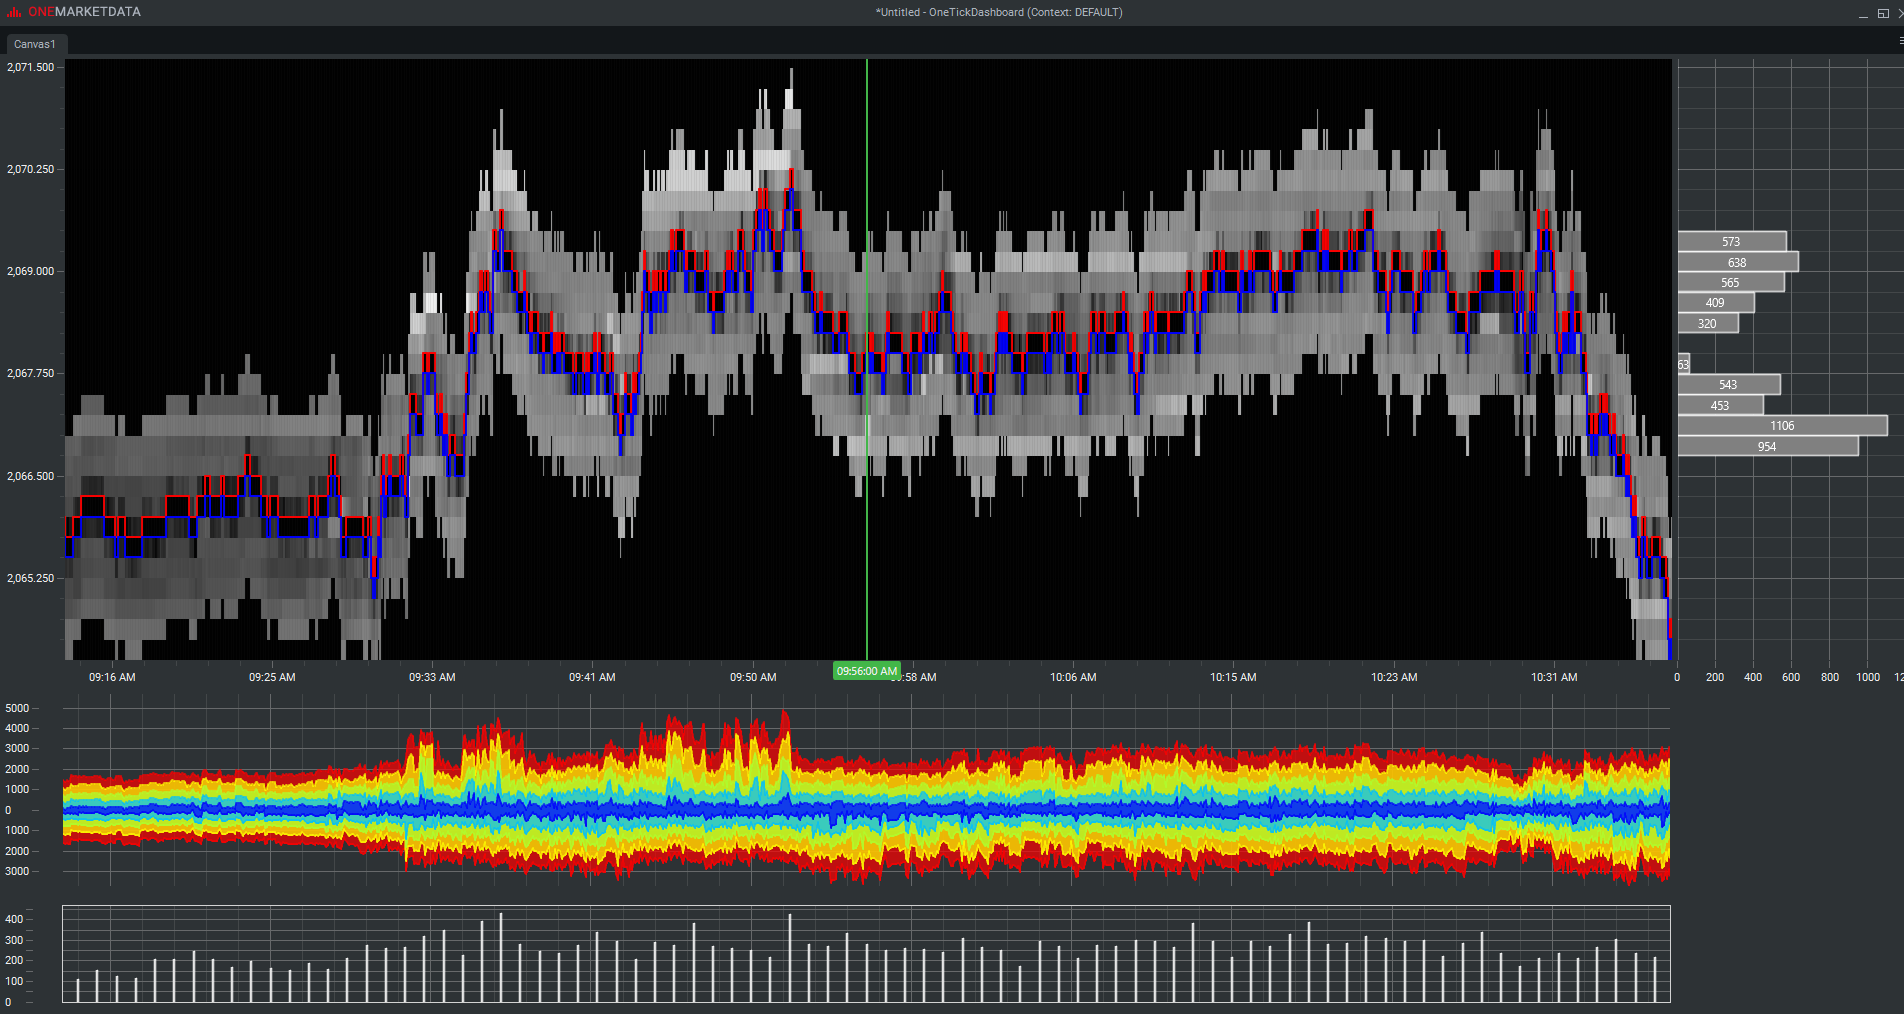 ONEMARKETDATA
*Untitled - OneTickDashboard (Context: DEFAULT)
Canvas1
2,071.500
2,070.250
2,069.000
2,067.750
2,066.500
2,065.250
573
638
565
409
320
63
543
453
1106
954
09:16 AM
09:25 AM
09:33 AM
09:41 AM
09:50 AM
09:56:00 AM
:58 AM
10:06 AM
10:15 AM
10:23 AM
10:31 AM
0
200
400
600
800
1000
12
5000
4000
3000
2000
1000
0
1000
2000
3000
400
300
200
100
0